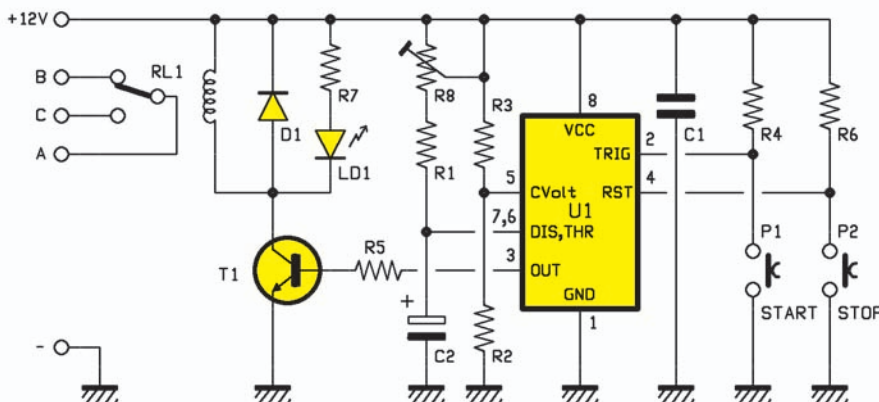 +12V
B
RL1
C
A
D1
R7
LD1
R8
R1
R3
8
VCC
2
TRIG
C1
R4
R6
5
CVolt
RST
4
U1
7,6
DIS,THR
P1
P2
T1
R5
3
OUT
+
GND
START
STOP
-
C2
R2
1